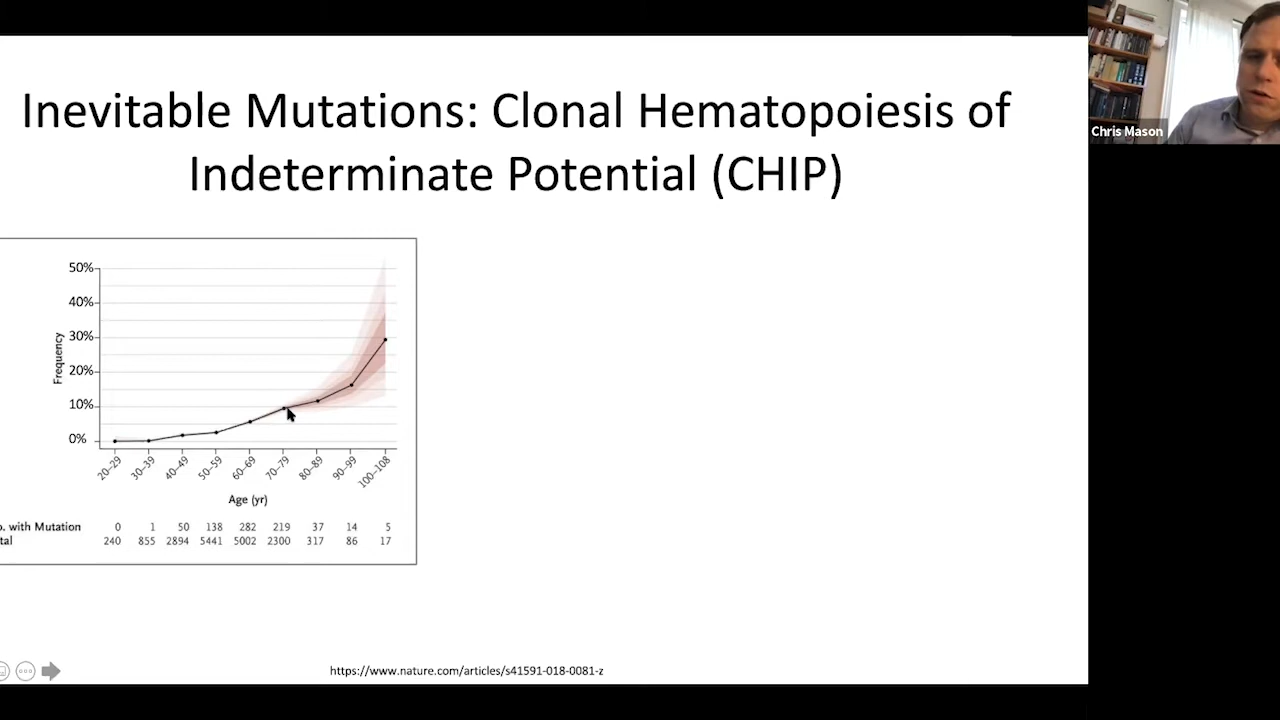 Inevitable Mutations: Clonal Hematopoiesis of
Indeterminate Potential (CHIP)
Chris Mason
50%
40%
30%
20%
10%
0%
Frequency
20–29
30–39
40–49
50–59
60–69
70–79
80–89
90–99
100–108
Age (yr)
o. with Mutation 0 1 50 138 282 219 37 14 5
tal 240 855 2894 5441 5002 2300 317 86 17
https://www.nature.com/articles/s41591-018-0081-z